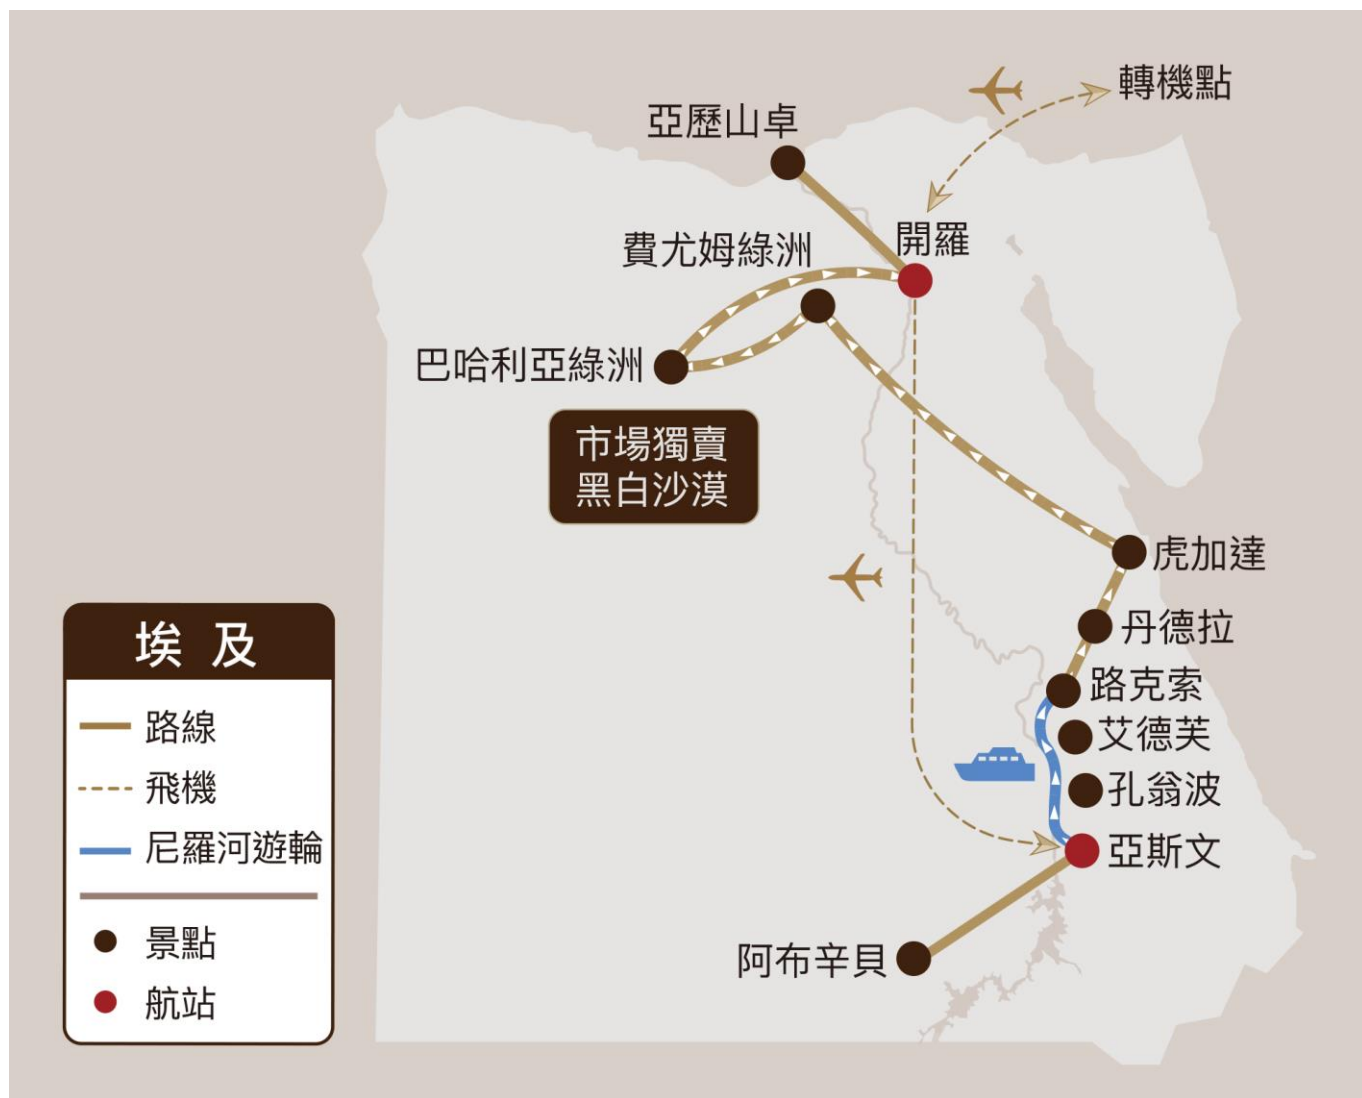 轉機點
亞歷山卓
開羅
費尤姆綠洲
巴哈利亞綠洲
市場獨賣
黑白沙漠
虎加達
丹德拉
路克索
艾德芙
孔翁波
亞斯文
阿布辛貝
埃及
路線
飛機
尼羅河遊輪
景點
航站